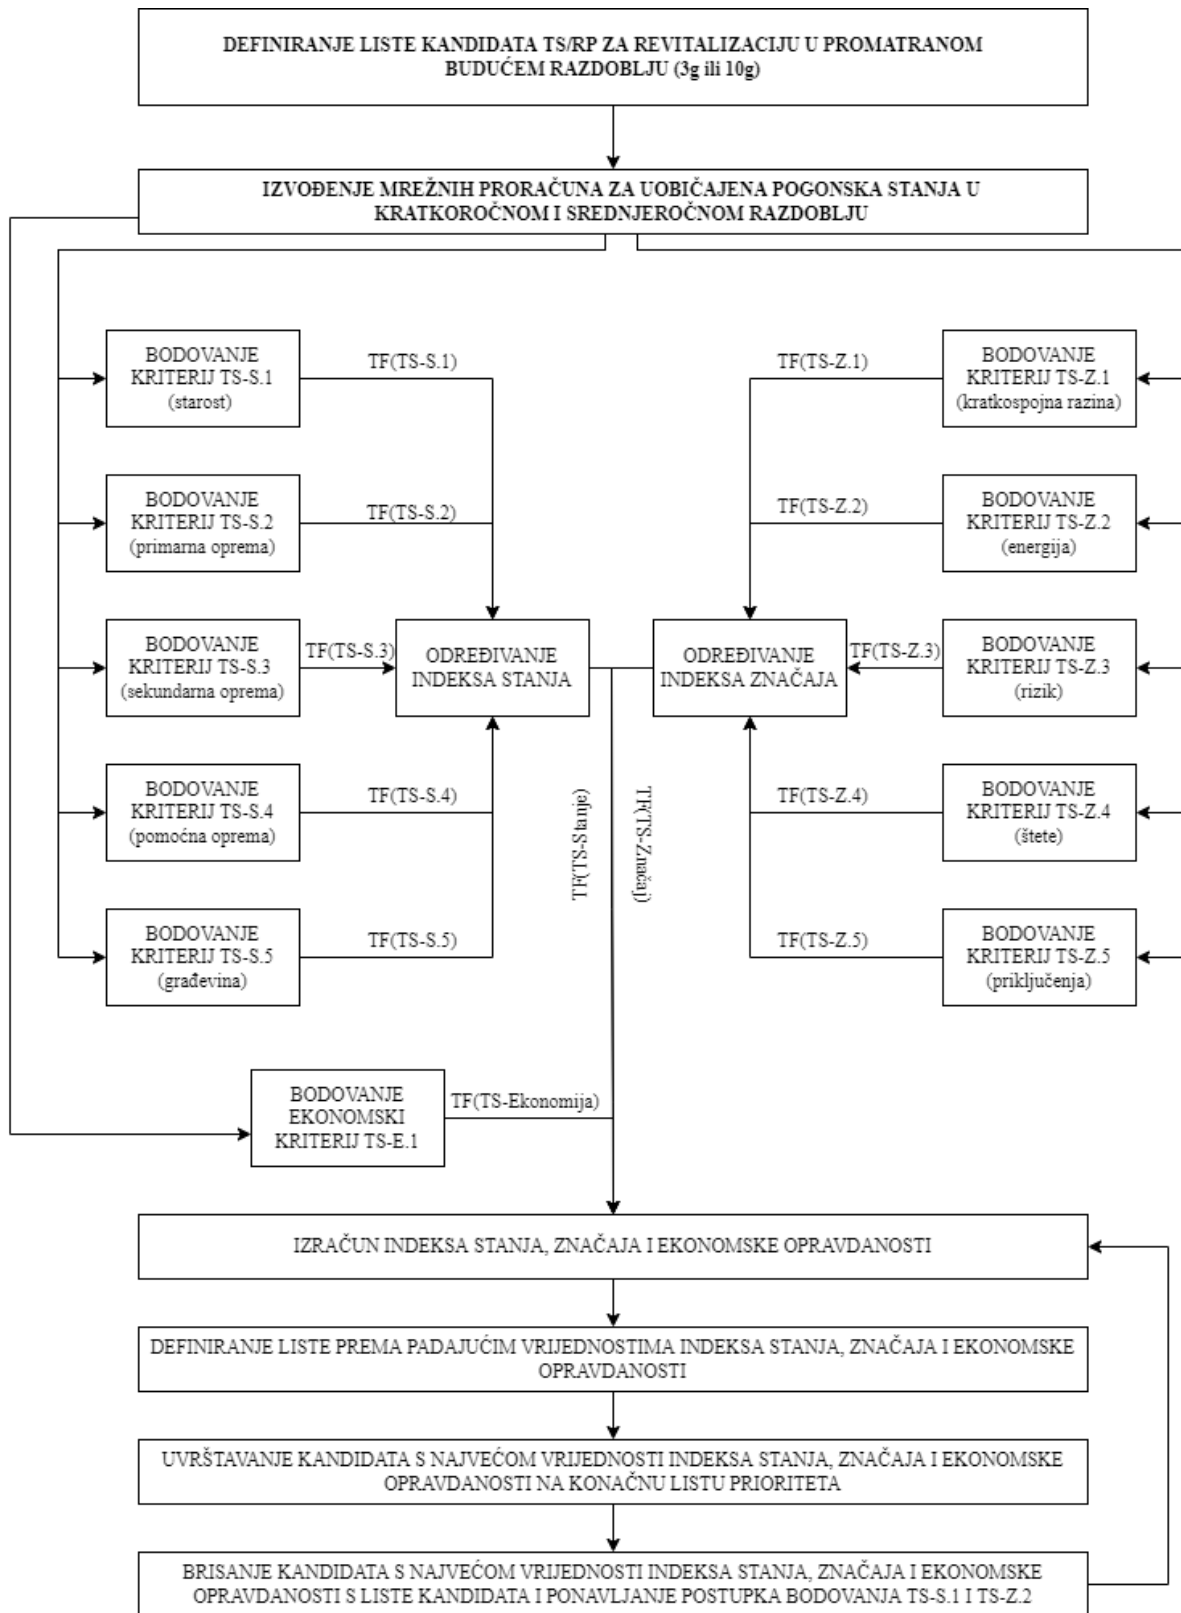 DEFINIRANJE LISTE KANDIDATA TS/RP ZA REVITALIZACIJU U PROMATRANOM
BUDUĆEM RAZDOBLJU (3g ili 10g)
IZVOĐENJE MREŽNIH PRORAČUNA ZA UOBIČAJENA POGONSKA STANJA U
KRATKOROČNOM I SREDNJEROČNOM RAZDOBLJU
BODOVANJE
KRITERIJ TS-S.1
(starost)
TF(TS-S.1)
TF(TS-Z.1)
BODOVANJE
KRITERIJ TS-Z.1
(kratkospojna razina)
BODOVANJE
KRITERIJ TS-S.2
(primarna oprema)
TF(TS-S.2)
TF(TS-Z.2)
BODOVANJE
KRITERIJ TS-Z.2
(energija)
BODOVANJE
KRITERIJ TS-S.3
(sekundarna oprema)
TF(TS-S.3)
ODREĐIVANJE
INDEKSA STANJA
ODREĐIVANJE
INDEKSA ZNAČAJA
TF(TS-Z.3)
BODOVANJE
KRITERIJ TS-Z.3
(rizik)
BODOVANJE
KRITERIJ TS-S.4
(pomoćna oprema)
TF(TS-S.4)
TF(TS-Stanje)
TF(TS-Značaj)
TF(TS-Z.4)
BODOVANJE
KRITERIJ TS-Z.4
(štete)
BODOVANJE
KRITERIJ TS-S.5
(građevina)
TF(TS-S.5)
TF(TS-Z.5)
BODOVANJE
KRITERIJ TS-Z.5
(priključenja)
BODOVANJE
EKONOMSKI
KRITERIJ TS-E.1
TF(TS-Ekonomija)
IZRAČUN INDEKSA STANJA, ZNAČAJA I EKONOMSKE OPRAVDANOSTI
DEFINIRANJE LISTE PREMA PADAJUĆIM VRIJEDNOSTIMA INDEKSA STANJA, ZNAČAJA I EKONOMSKE
OPRAVDANOSTI
UVRŠTAVANJE KANDIDATA S NAJVEĆOM VRIJEDNOSTI INDEKSA STANJA, ZNAČAJA I EKONOMSKE
OPRAVDANOSTI NA KONAČNU LISTU PRIORITETA
BRISANJE KANDIDATA S NAJVEĆOM VRIJEDNOSTI INDEKSA STANJA, ZNAČAJA I EKONOMSKE
OPRAVDANOSTI S LISTE KANDIDATA I PONAVLJANJE POSTUPKA BODOVANJA TS-S.1 I TS-Z.2